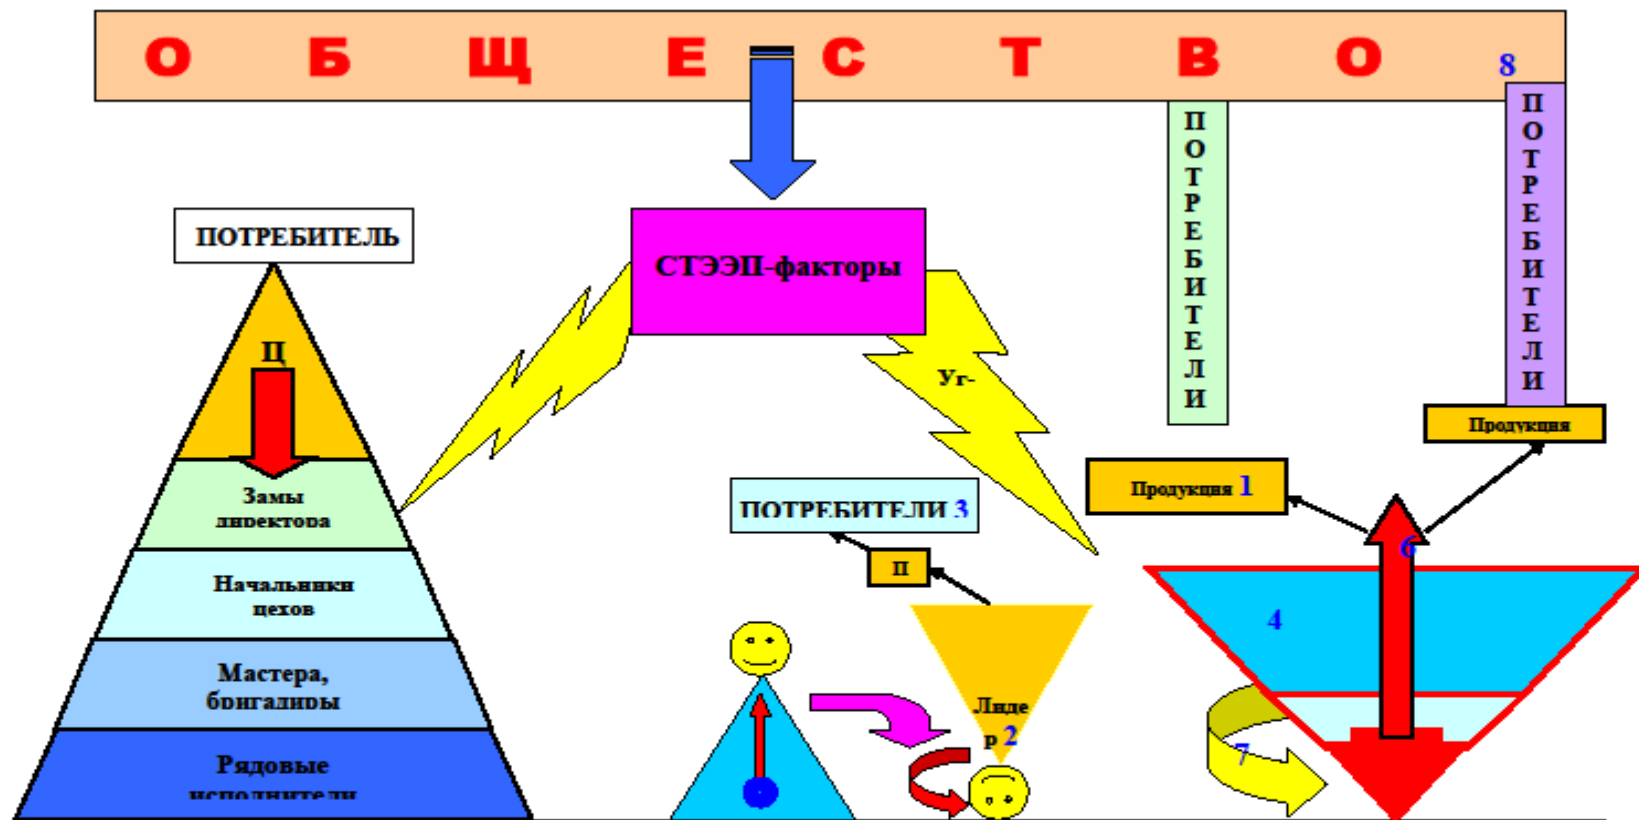 О Б Щ Е С Т В О 8
ПОТРЕБИТЕЛИ
ПОТРЕБИТЕЛИ
ПОТРЕБИТЕЛЬ
СТЭЭП-факторы
Ц
Уг-
Продукция
Продукция 1
Замы
директора
ПОТРЕБИТЕЛИ 3
П
6
Начальники
цехов
4
Мастера,
бригадиры
Лиде
р 2
7
Рядовые
исполнители